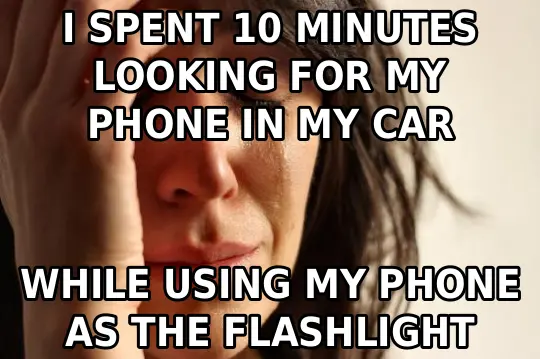 I SPENT 10 MINUTES
LOOKING FOR MY
PHONE IN MY CAR
WHILE USING MY PHONE
AS THE FLASHLIGHT